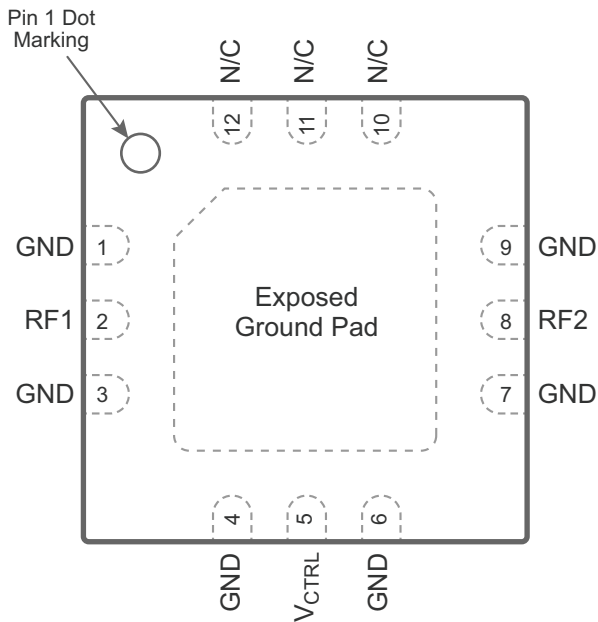 Pin 1 Dot
Marking
N/C
N/C
N/C
12
11
10
GND
1
9
GND
RF1
2
Exposed
Ground Pad
8
RF2
GND
3
7
GND
4
5
6
GND
VCTRL
GND